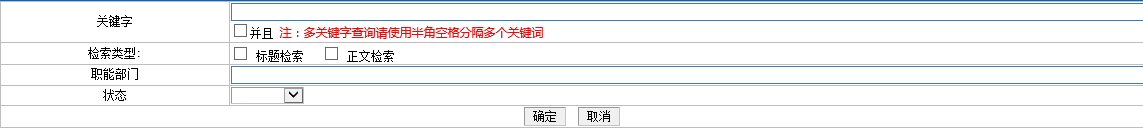 关键字
并且 注：多关键字查询请使用半角空格分隔多个关键词
检索类型:
标题检索 正文检索
职能部门
状态
确定 取消